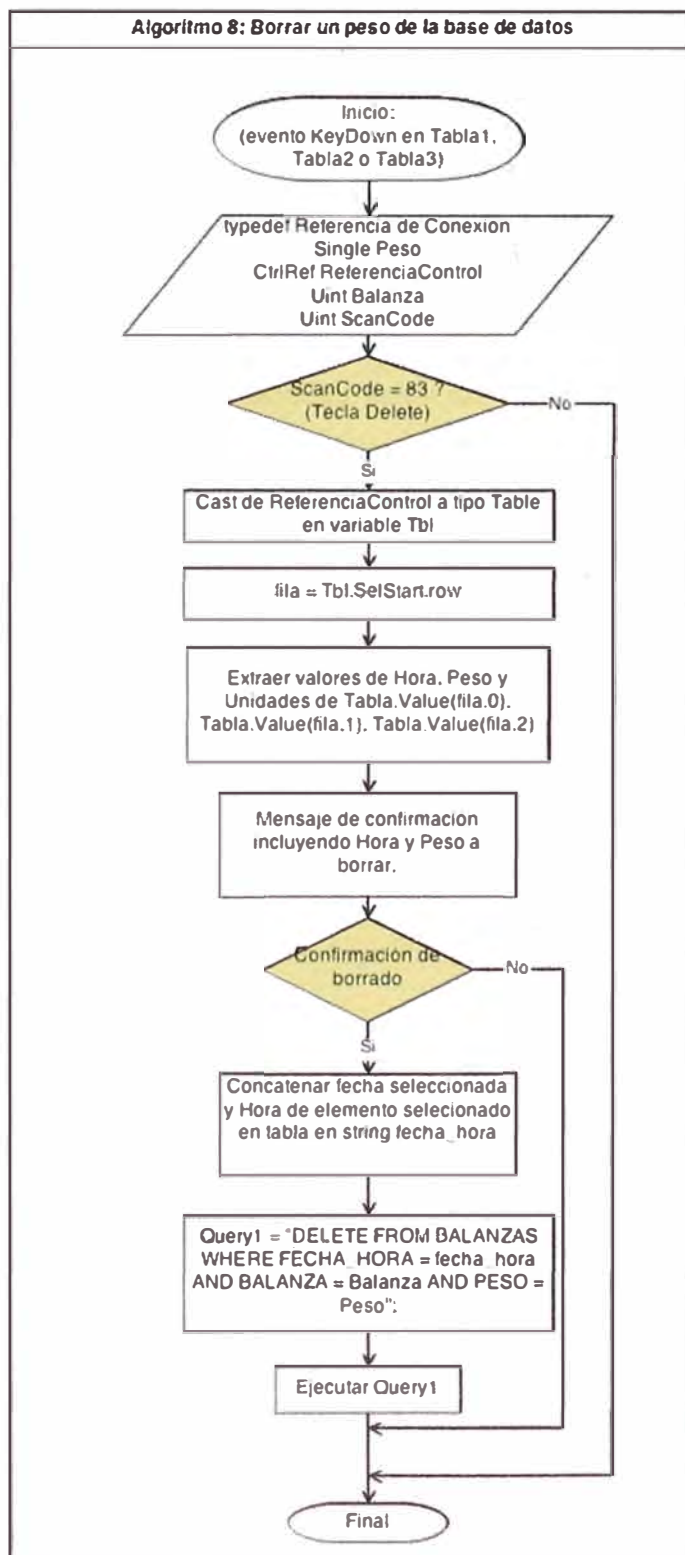 Algoritmo 8: Borrar un peso de la base de datos
Inicio:
(evento KeyDown en Tabla1,
Tabla2 o Tabla3)
typedef Referencia de Conexion
Single Peso
CtrlRef ReferenciaControl
Uint Balanza
Uint ScanCode
ScanCode = 83 ?
(Tecla Delete)
No
Si
Cast de ReferenciaControl a tipo Table
en variable Tbl
fila = Tbl.SelStart.row
Extraer valores de Hora, Peso y
Unidades de Tabla.Value(fila,0),
Tabla.Value(fila,1), Tabla.Value(fila,2)
Mensaje de confirmación
incluyendo Hora y Peso a
borrar.
Confirmación de
borrado
No
Si
Concatenar fecha seleccionada
y Hora de elemento selecionado
en tabla en string fecha_hora
Query1 = "DELETE FROM BALANZAS
WHERE FECHA_HORA = fecha_hora
AND BALANZA = Balanza AND PESO =
Peso";
Ejecutar Query1
Final